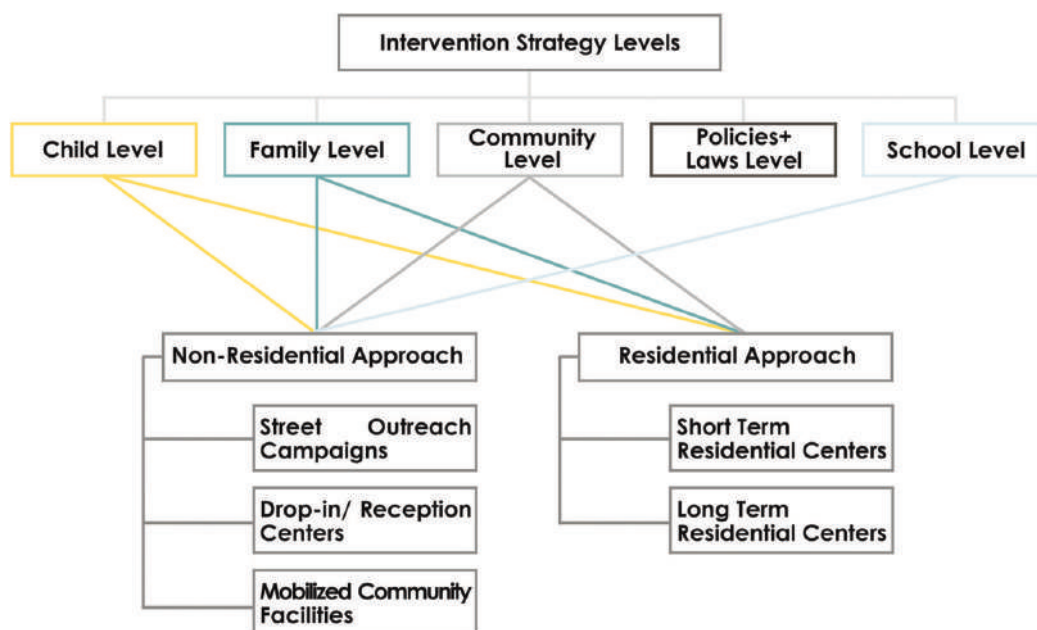 Intervention Strategy Levels
Child Level
Family Level
Community
Level
Policies+
Laws Level
School Level
Non-Residential Approach
Street Outreach
Campaigns
Drop-in/ Reception
Centers
Mobilized Community
Facilities
Residential Approach
Short Term
Residential Centers
Long Term
Residential Centers